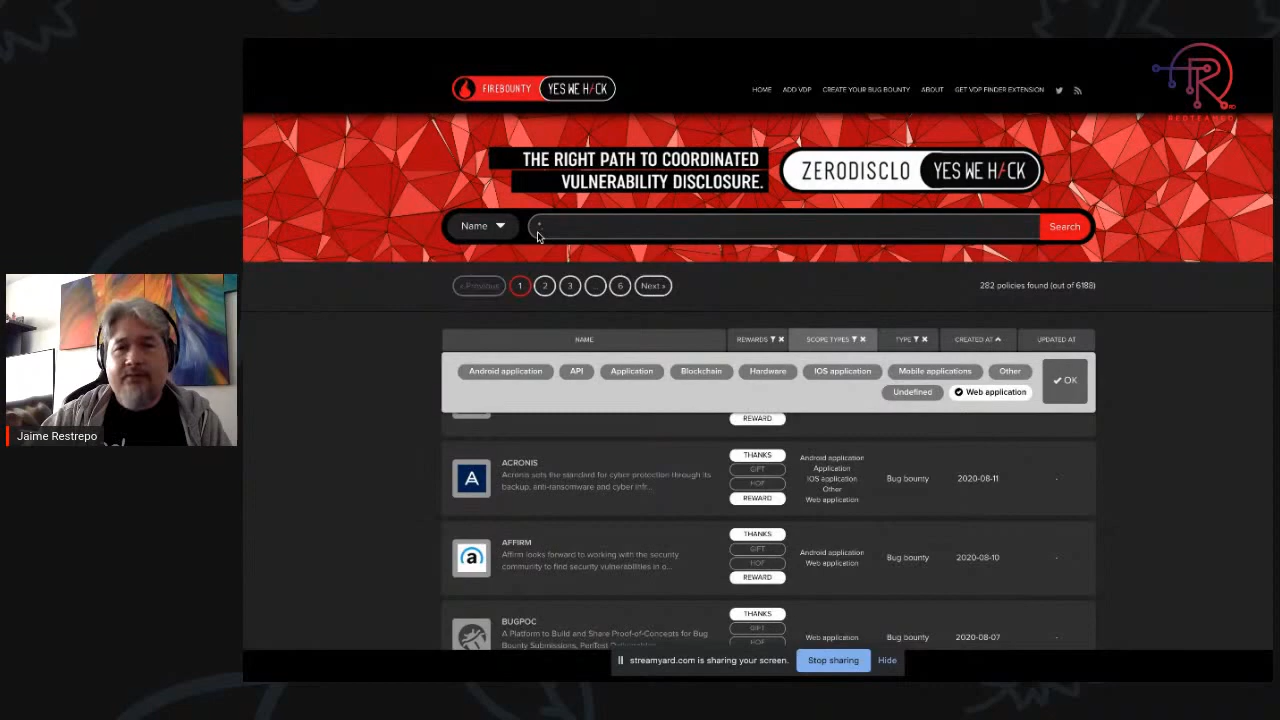 FIREBOUNTY YES WE H/CK
HOME ADD VDP CREATE YOUR BUG BOUNTY ABOUT GET VDP FINDER EXTENSION
REDTEAMRD
THE RIGHT PATH TO COORDINATED
VULNERABILITY DISCLOSURE.
ZERODISCLO YES WE H/CK
Name
Search
« Previous 1 2 3 ... 6 Next »
282 policies found (out of 6188)
NAME REWARDS SCOPE TYPES TYPE CREATED AT UPDATED AT
Android application API Application Blockchain Hardware IOS application Mobile applications Other
Undefined Web application
OK
REWARD
ACRONIS
Acronis sets the standard for cyber protection through its
backup, anti-ransomware and cyber infr...
THANKS
GIFT
HOF
REWARD
Android application
Application
IOS application
Other
Web application
Bug bounty
2020-08-11
-
AFFIRM
Affirm looks forward to working with the security
community to find security vulnerabilities in o...
THANKS
GIFT
HOF
REWARD
Android application
Web application
Bug bounty
2020-08-10
-
BUGPOC
A Platform to Build and Share Proof-of-Concepts for Bug
Bounty Submissions, PenTest
THANKS
GIFT
HOF
Web application
Bug bounty
2020-08-07
-
streamyard.com is sharing your screen.
Stop sharing
Hide
Jaime Restrepo